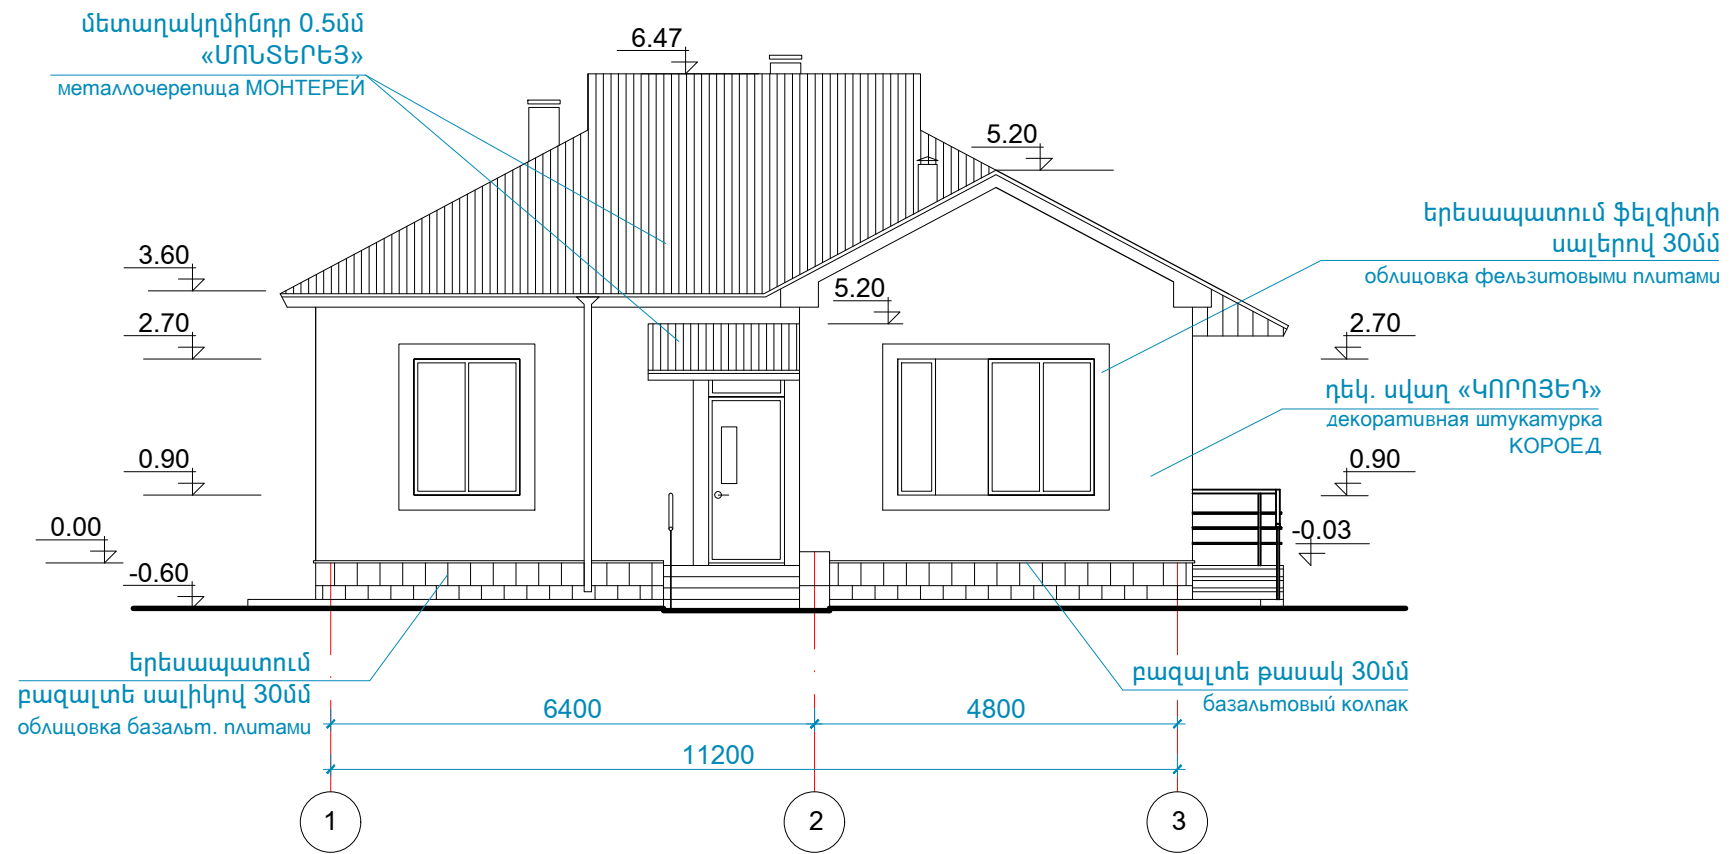 մետաղակղմինդր 0.5մմ
«ՄՈՆՏԵՐԵՅ»
металлочерепица МОНТЕРЕЙ
6.47
5.20
երեսապատում ֆելզիտի
սալերով 30մմ
облицовка фельзитовыми плитами
3.60
5.20
2.70
2.70
դեկ. սվաղ «ԿՈՐՈՅԵԴ»
декоративная штукатурка
КОРОЕД
0.90
0.90
0.00
-0.03
-0.60
երեսապատում
բազալտե սալիկով 30մմ
облицовка базальт. плитами
բազալտե թասակ 30մմ
базальтовый колпак
6400
4800
11200
1
2
3